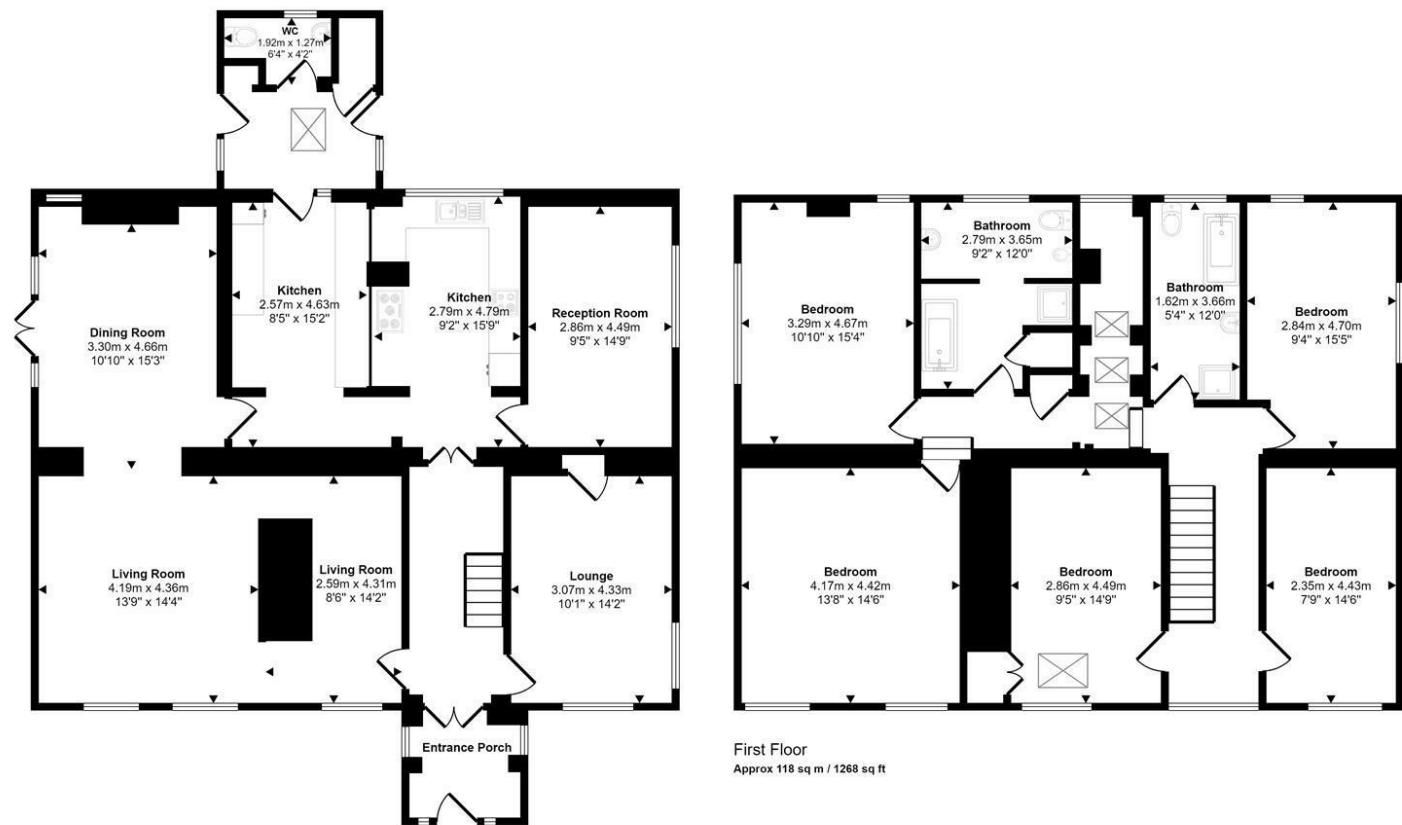 WC
1.92m x 1.27m
6'4" x 4'2"
Dining Room
3.30m x 4.66m
10'10" x 15'3"
Kitchen
2.57m x 4.63m
8'5" x 15'2"
Kitchen
2.79m x 4.79m
9'2" x 15'9"
Reception Room
2.86m x 4.49m
9'5" x 14'9"
Living Room
4.19m x 4.36m
13'9" x 14'4"
Living Room
2.59m x 4.31m
8'6" x 14'2"
Lounge
3.07m x 4.33m
10'1" x 14'2"
Entrance Porch
Bedroom
3.29m x 4.67m
10'10" x 15'4"
Bathroom
2.79m x 3.65m
9'2" x 12'0"
Bathroom
1.62m x 3.66m
5'4" x 12'0"
Bedroom
2.84m x 4.70m
9'4" x 15'5"
Bedroom
4.17m x 4.42m
13'8" x 14'6"
Bedroom
2.86m x 4.49m
9'5" x 14'9"
Bedroom
2.35m x 4.43m
7'9" x 14'6"
First Floor
Approx 118 sq m / 1268 sq ft